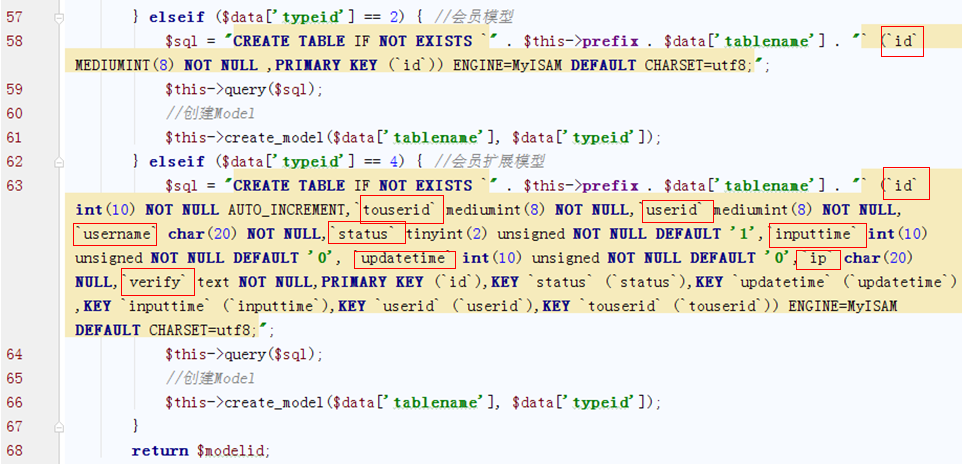 57 } elseif ($data['typeid'] == 2) { //会员模型
58 $sql = "CREATE TABLE IF NOT EXISTS `" . $this->prefix . $data['tablename'] . "` (`id`
MEDIUMINT(8) NOT NULL ,PRIMARY KEY (`id`)) ENGINE=MyISAM DEFAULT CHARSET=utf8;";
59 $this->query($sql);
60 //创建Model
61 $this->create_model($data['tablename'], $data['typeid']);
62 } elseif ($data['typeid'] == 4) { //会员扩展模型
63 $sql = "CREATE TABLE IF NOT EXISTS `" . $this->prefix . $data['tablename'] . "` (`id`
int(10) NOT NULL AUTO_INCREMENT,`touserid` mediumint(8) NOT NULL,`userid` mediumint(8) NOT NULL,
`username` char(20) NOT NULL,`status` tinyint(2) unsigned NOT NULL DEFAULT '1',`inputtime` int(10)
unsigned NOT NULL DEFAULT '0', `updatetime` int(10) unsigned NOT NULL DEFAULT '0',`ip` char(20)
NULL,`verify` text NOT NULL,PRIMARY KEY (`id`),KEY `status` (`status`),KEY `updatetime` (`updatetime`)
,KEY `inputtime` (`inputtime`),KEY `userid` (`userid`),KEY `touserid` (`touserid`)) ENGINE=MyISAM
DEFAULT CHARSET=utf8;";
64 $this->query($sql);
65 //创建Model
66 $this->create_model($data['tablename'], $data['typeid']);
67 }
68 return $modelid;